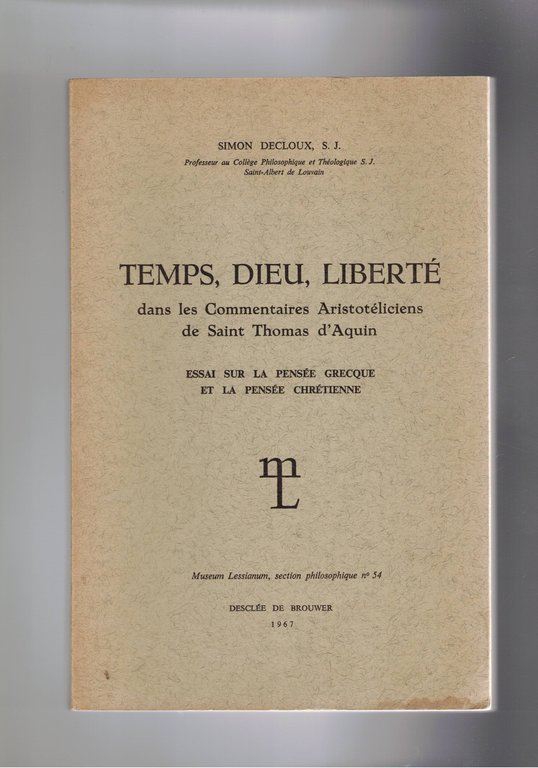 SIMON DECLOUX, S. J.
Professeur au Collège Philosophique et Théologique S. J.
Saint-Albert de Louvain
TEMPS, DIEU, LIBERTÉ
dans les Commentaires Aristotéliciens
de Saint Thomas d'Aquin
ESSAI SUR LA PENSÉE GRECQUE
ET LA PENSÉE CHRÉTIENNE
mL
Museum Lessianum, section philosophique nº 54
DESCLÉE DE BROUWER
1967